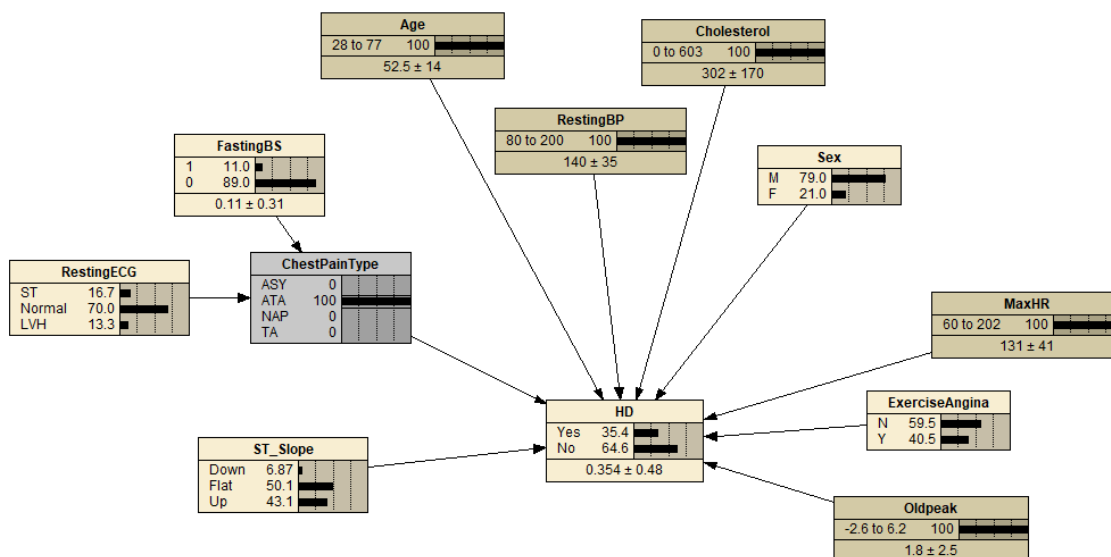 Age
28 to 77 100
52.5 ± 14
Cholesterol
0 to 603 100
302 ± 170
RestingBP
80 to 200 100
140 ± 35
FastingBS
1 11.0
0 89.0
0.11 ± 0.31
Sex
M 79.0
F 21.0
RestingECG
ST 16.7
Normal 70.0
LVH 13.3
ChestPainType
ASY 0
ATA 100
NAP 0
TA 0
MaxHR
60 to 202 100
131 ± 41
HD
Yes 35.4
No 64.6
0.354 ± 0.48
ExerciseAngina
N 59.5
Y 40.5
ST_Slope
Down 6.87
Flat 50.1
Up 43.1
Oldpeak
-2.6 to 6.2 100
1.8 ± 2.5